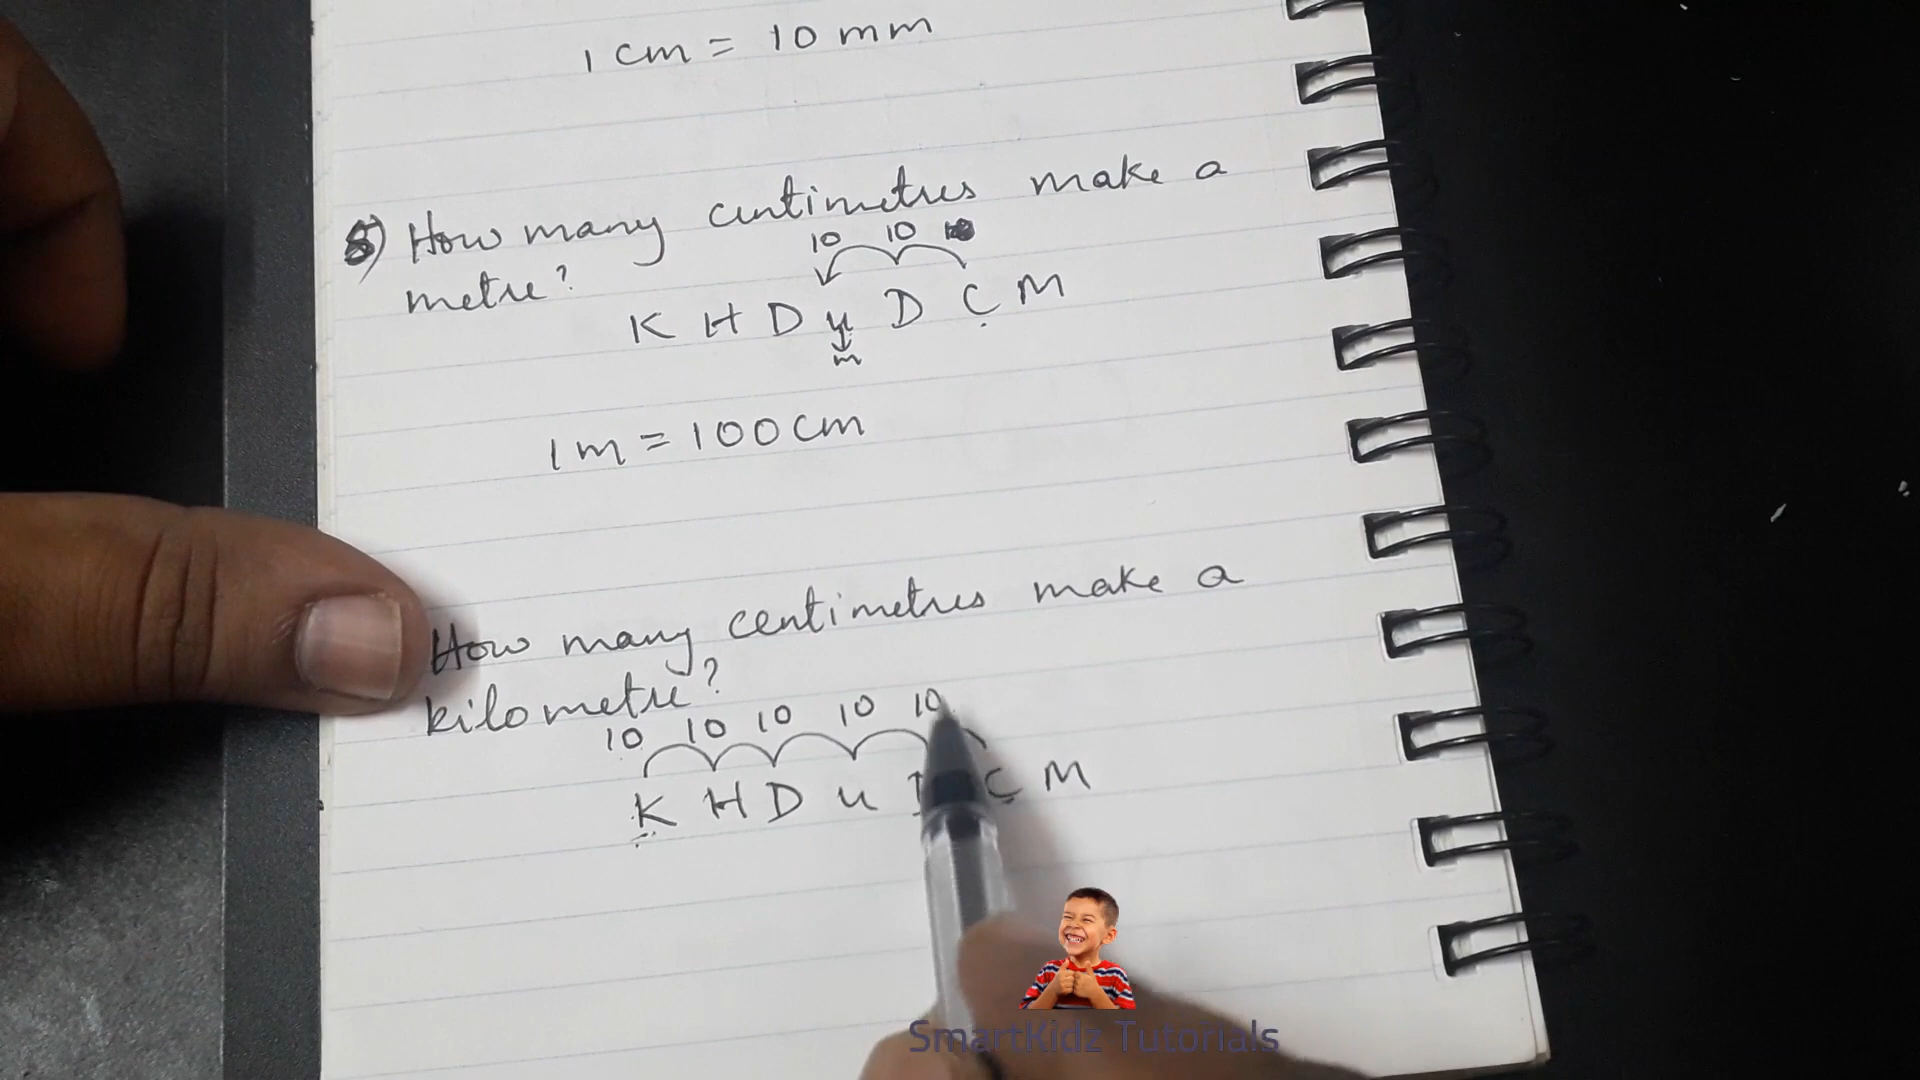 1 cm = 10 mm
5) How many centimetres make a
10 10
metre?
K H D u D C M
m
1 m = 100 cm
How many centimetres make a
kilometre?
10 10 10 10 10
K H D u D C M
SmartKidz Tutorials